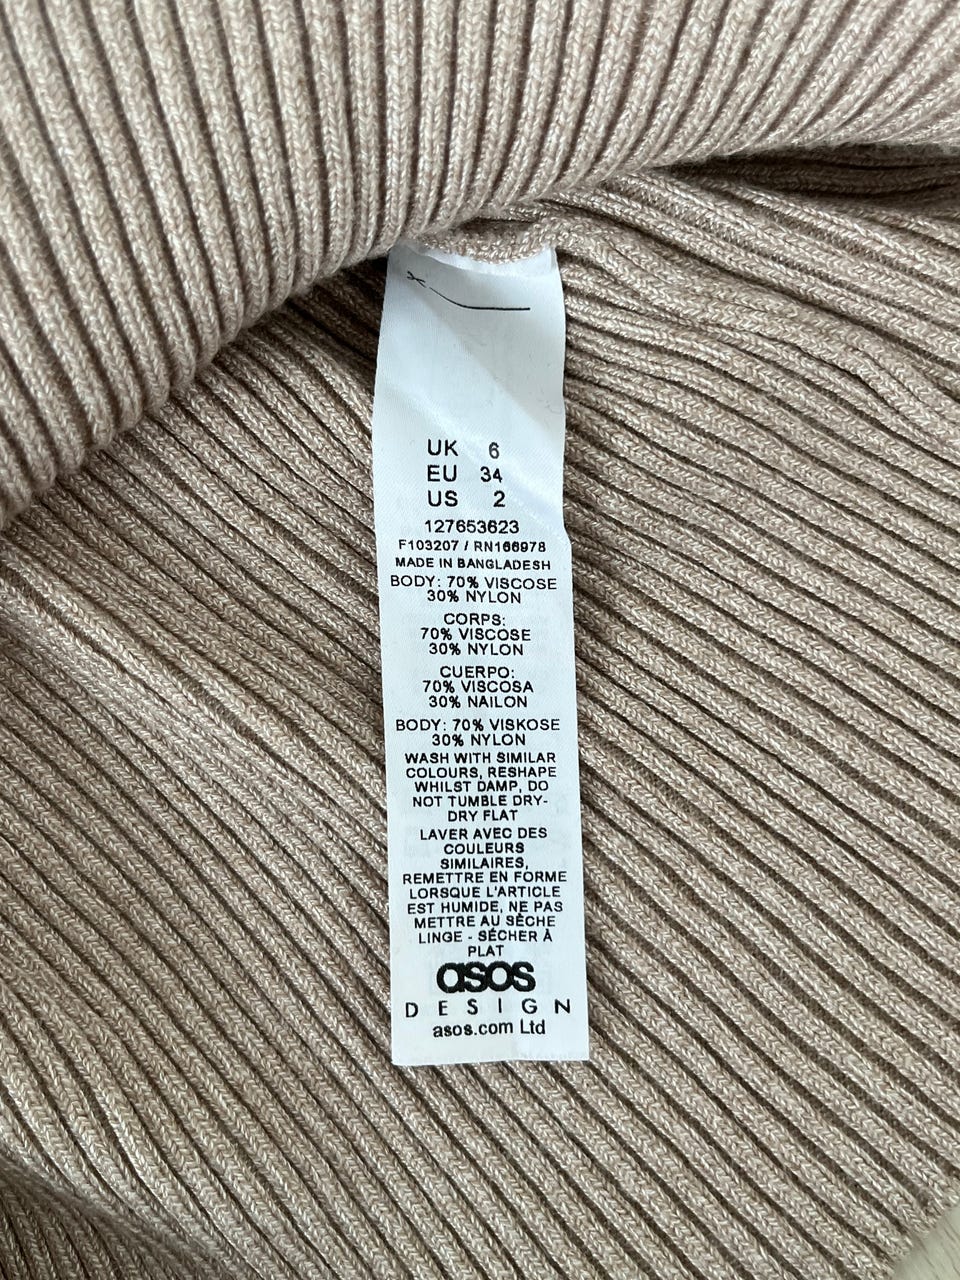 UK 6
EU 34
US 2
127653623
F103207 / RN166978
MADE IN BANGLADESH
BODY: 70% VISCOSE
30% NYLON
CORPS:
70% VISCOSE
30% NYLON
CUERPO:
70% VISCOSA
30% NAILON
BODY: 70% VISKOSE
30% NYLON
WASH WITH SIMILAR
COLOURS, RESHAPE
WHILST DAMP, DO
NOT TUMBLE DRY-
DRY FLAT
LAVER AVEC DES
COULEURS
SIMILAIRES,
REMETTRE EN FORME
LORSQUE L'ARTICLE
EST HUMIDE, NE PAS
METTRE AU SÈCHE
LINGE - SÉCHER À
PLAT
asos
DESIGN
asos.com Ltd